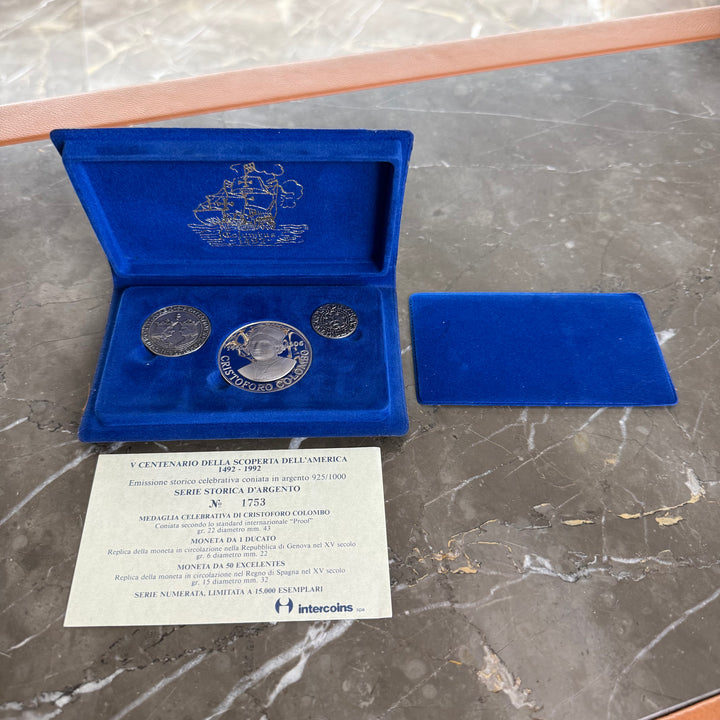 CRISTOFORO COLOMBO
V CENTENARIO DELLA SCOPERTA DELL'AMERICA
1492 - 1992
Emissione storico celebrativa coniata in argento 925/1000
SERIE STORICA D'ARGENTO
№ 1753
MEDAGLIA CELEBRATIVA DI CRISTOFORO COLOMBO
Coniata secondo lo standard internazionale "Proof"
gr. 22 diametro mm. 43
MONETA DA 1 DUCATO
Replica della moneta in circolazione nella Repubblica di Genova nel XV secolo
gr. 6 diametro mm. 22
MONETA DA 50 EXCELENTES
Replica della moneta in circolazione nel Regno di Spagna nel XV secolo
gr. 15 diametro mm. 32
SERIE NUMERATA, LIMITATA A 15.000 ESEMPLARI
intercoins